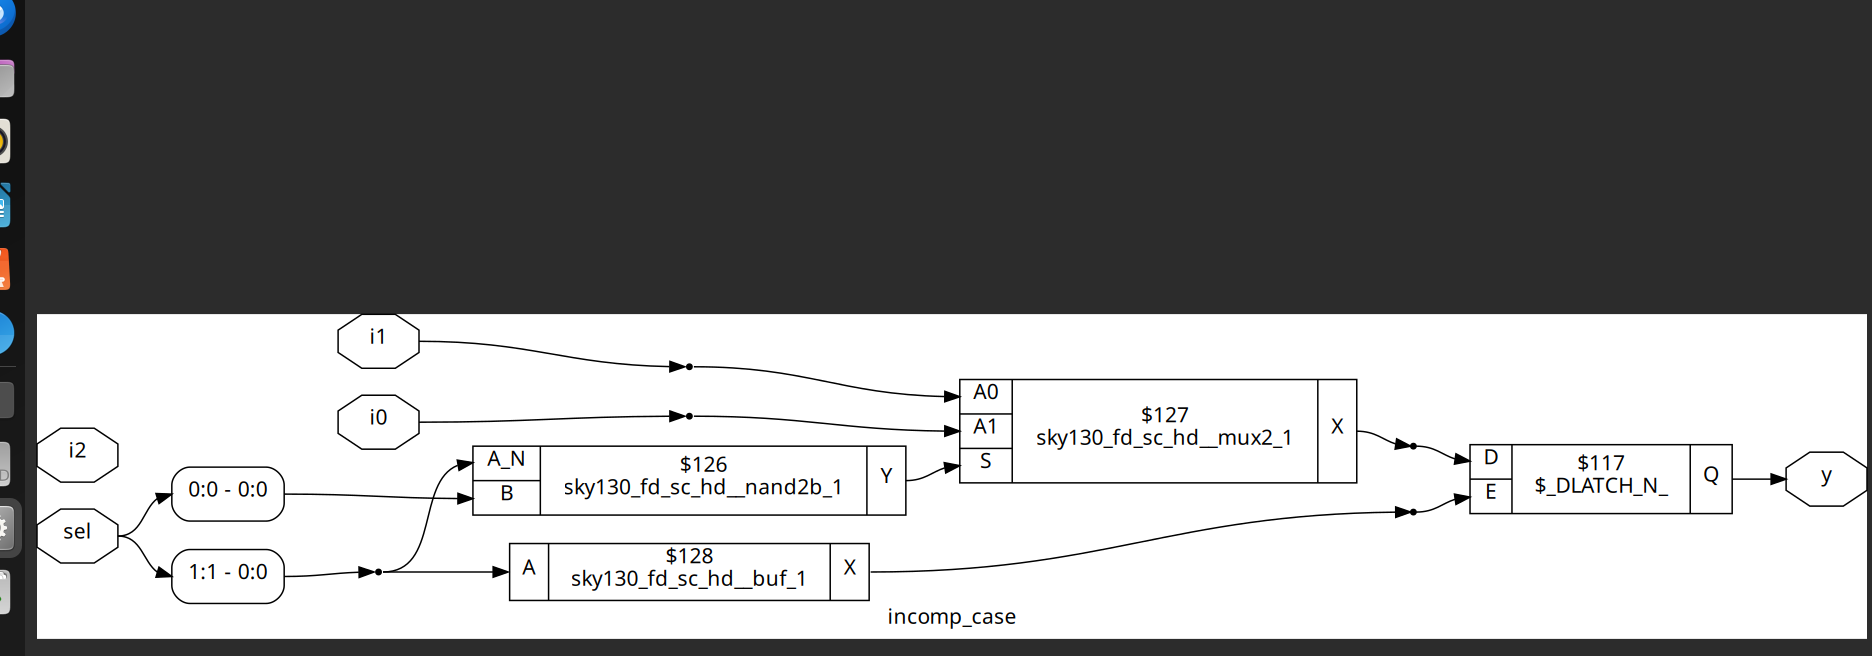 i1
i0
i2
sel
0:0 - 0:0
1:1 - 0:0
A_N
B
$126
sky130_fd_sc_hd__nand2b_1
Y
A
$128
sky130_fd_sc_hd__buf_1
X
A0
A1
S
$127
sky130_fd_sc_hd__mux2_1
X
D
E
$117
$_DLATCH_N_
Q
y
incomp_case